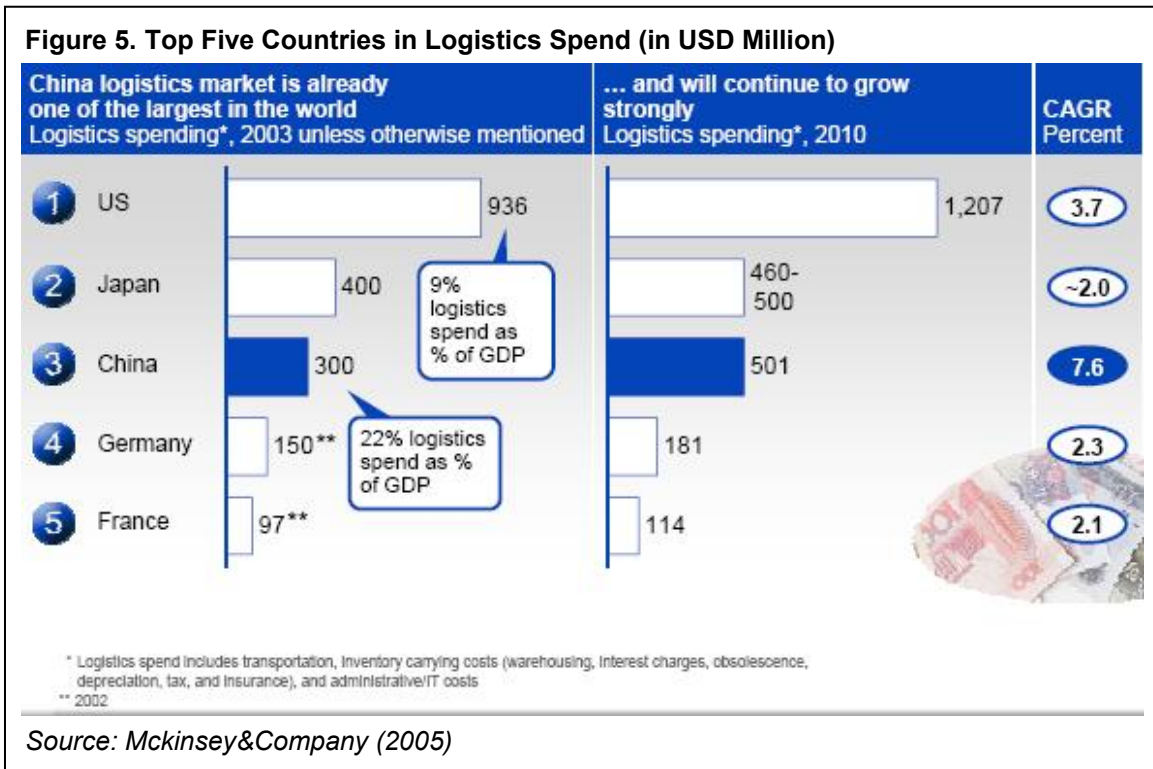 Figure 5. Top Five Countries in Logistics Spend (in USD Million)
China logistics market is already
one of the largest in the world
Logistics spending*, 2003 unless otherwise mentioned
... and will continue to grow
strongly
Logistics spending*, 2010
CAGR
Percent
1 US 936 1,207 3.7
2 Japan 400 460-
500 ~2.0
9%
logistics
spend as
% of GDP
3 China 300 501 7.6
4 Germany 150** 181 2.3
22% logistics
spend as %
of GDP
5 France 97** 114 2.1
100
* Logistics spend includes transportation, inventory carrying costs (warehousing, interest charges, obsolescence,
depreciation, tax, and insurance), and administrative/IT costs
** 2002
Source: Mckinsey&Company (2005)